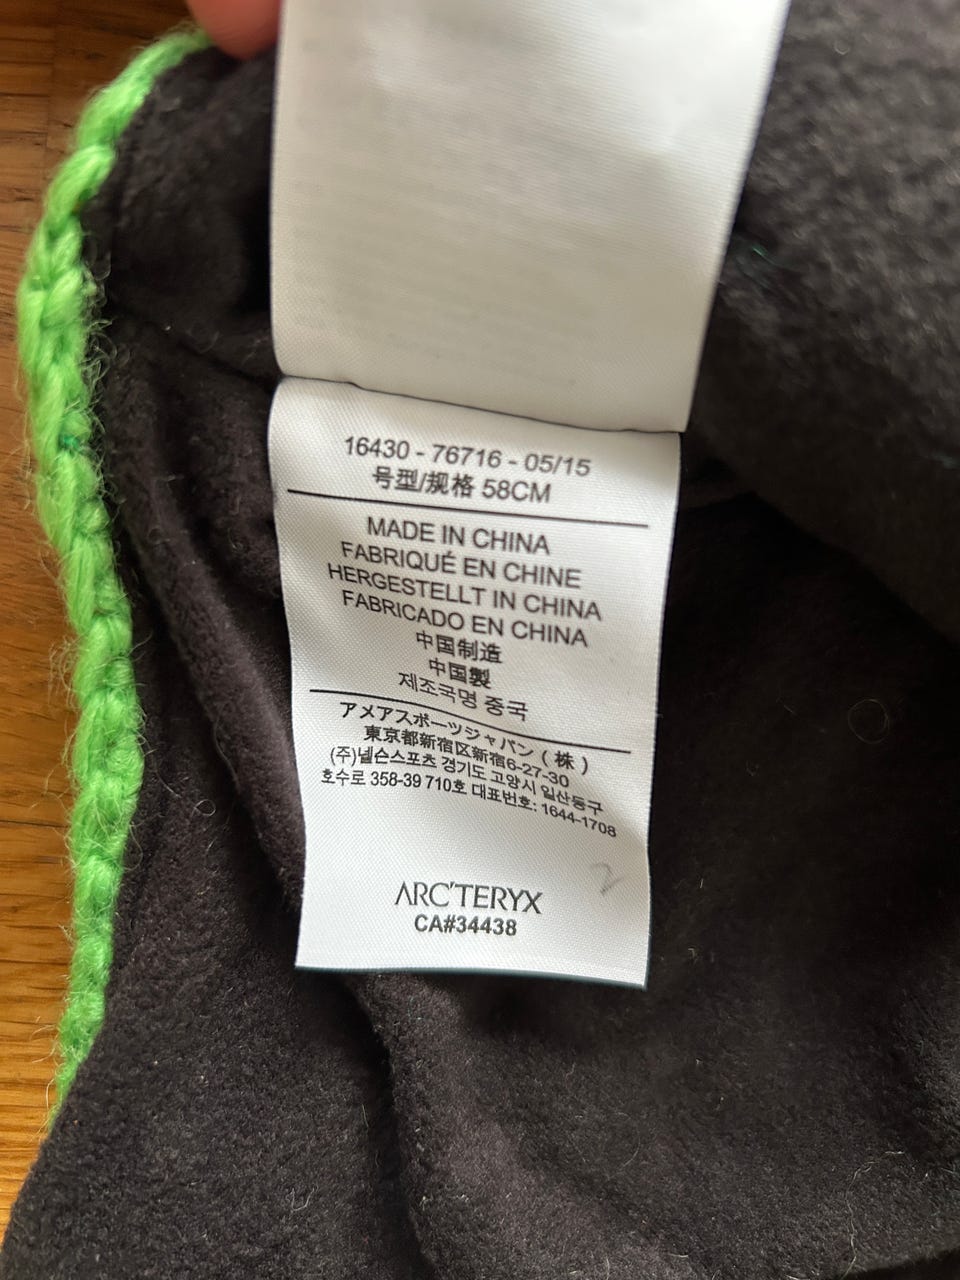 16430 - 76716 - 05/15
号型/规格 58CM
MADE IN CHINA
FABRIQUÉ EN CHINE
HERGESTELLT IN CHINA
FABRICADO EN CHINA
中国制造
中国製
제조국명 중국
アメアスポーツジャパン(株)
東京都新宿区新宿6-27-30
(주)넬슨스포츠 경기도 고양시 일산동구
호수로 358-39 710호 대표번호: 1644-1708
ARC'TERYX
CA#34438